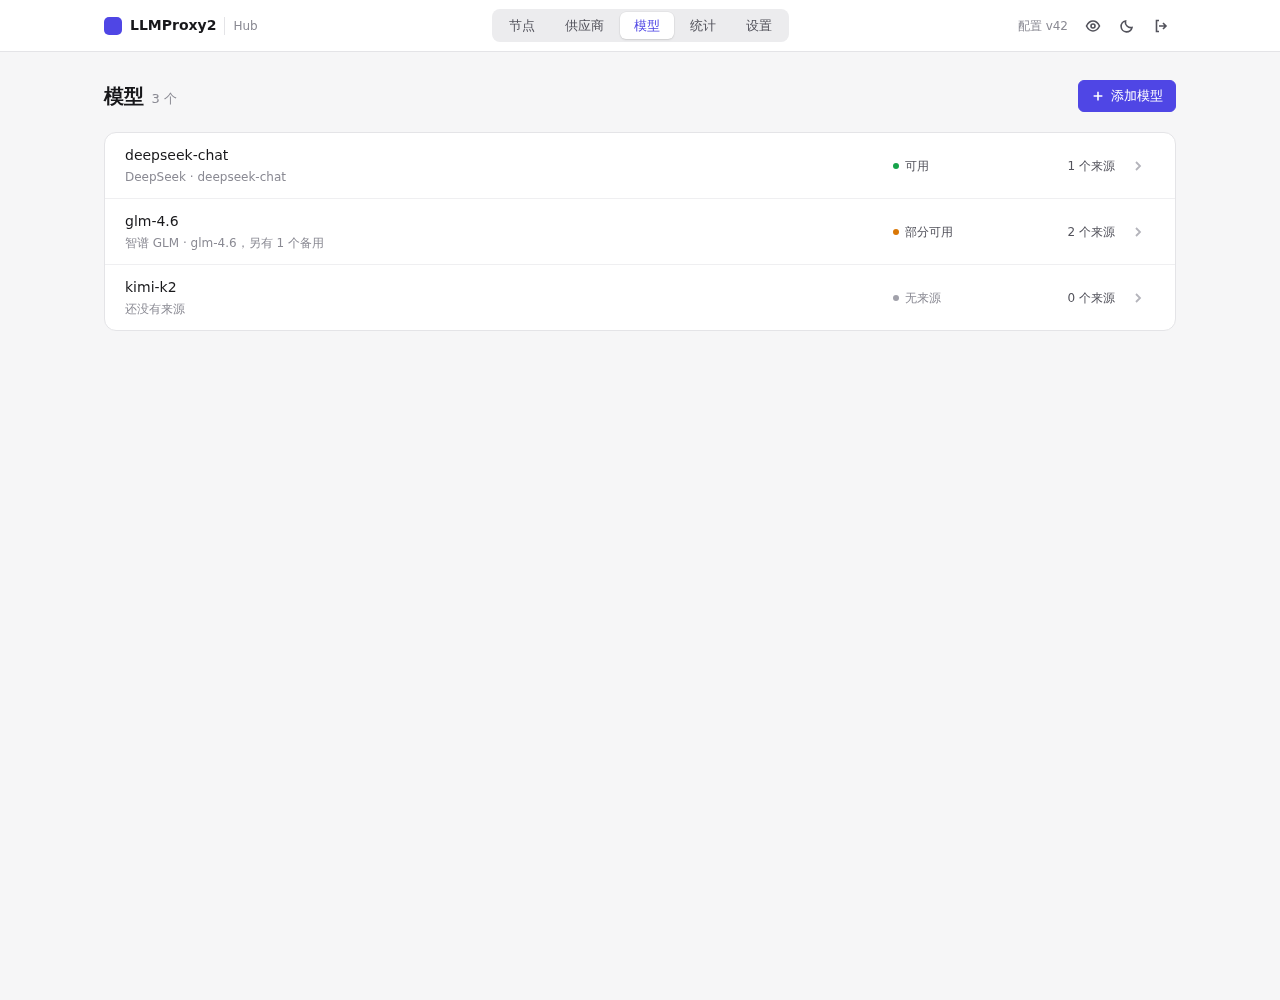 LLMProxy2 Hub 节点 供应商 模型 统计 设置 配置 v42
模型 3 个 添加模型
deepseek-chat
DeepSeek · deepseek-chat
可用 1 个来源
glm-4.6
智谱 GLM · glm-4.6，另有 1 个备用
部分可用 2 个来源
kimi-k2
还没有来源
无来源 0 个来源